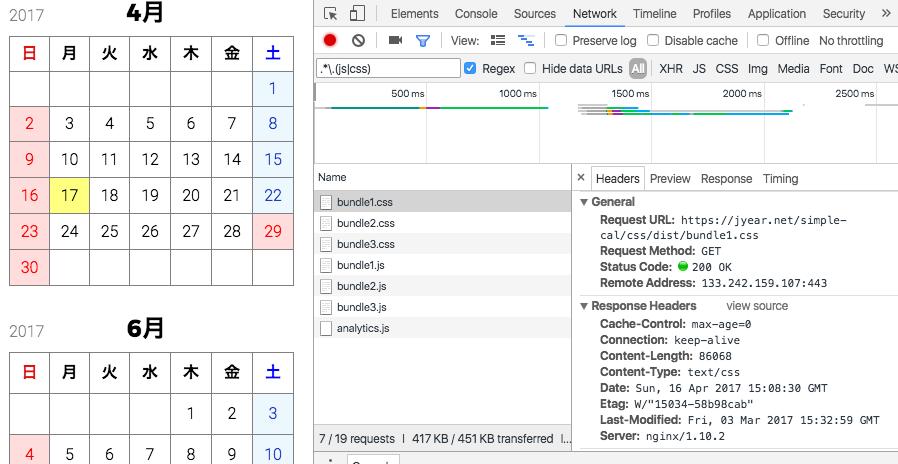 2017 4月
日 月 火 水 木 金 土
1
2 3 4 5 6 7 8
9 10 11 12 13 14 15
16 17 18 19 20 21 22
23 24 25 26 27 28 29
30
2017 6月
日 月 火 水 木 金 土
1 2 3
4 5 6 7 8 9 10
Elements Console Sources Network Timeline Profiles Application Security »
View: Preserve log Disable cache Offline No throttling
.*\.(js|css) Regex Hide data URLs All XHR JS CSS Img Media Font Doc WS
500 ms 1000 ms 1500 ms 2000 ms 2500 ms
Name
bundle1.css
bundle2.css
bundle3.css
bundle1.js
bundle2.js
bundle3.js
analytics.js
7 / 19 requests | 417 KB / 451 KB transferred | ...
× Headers Preview Response Timing
▼ General
Request URL: https://jyear.net/simple-
cal/css/dist/bundle1.css
Request Method: GET
Status Code: 200 OK
Remote Address: 133.242.159.107:443
▼ Response Headers view source
Cache-Control: max-age=0
Connection: keep-alive
Content-Length: 86068
Content-Type: text/css
Date: Sun, 16 Apr 2017 15:08:30 GMT
Etag: W/"15034-58b98cab"
Last-Modified: Fri, 03 Mar 2017 15:32:59 GMT
Server: nginx/1.10.2